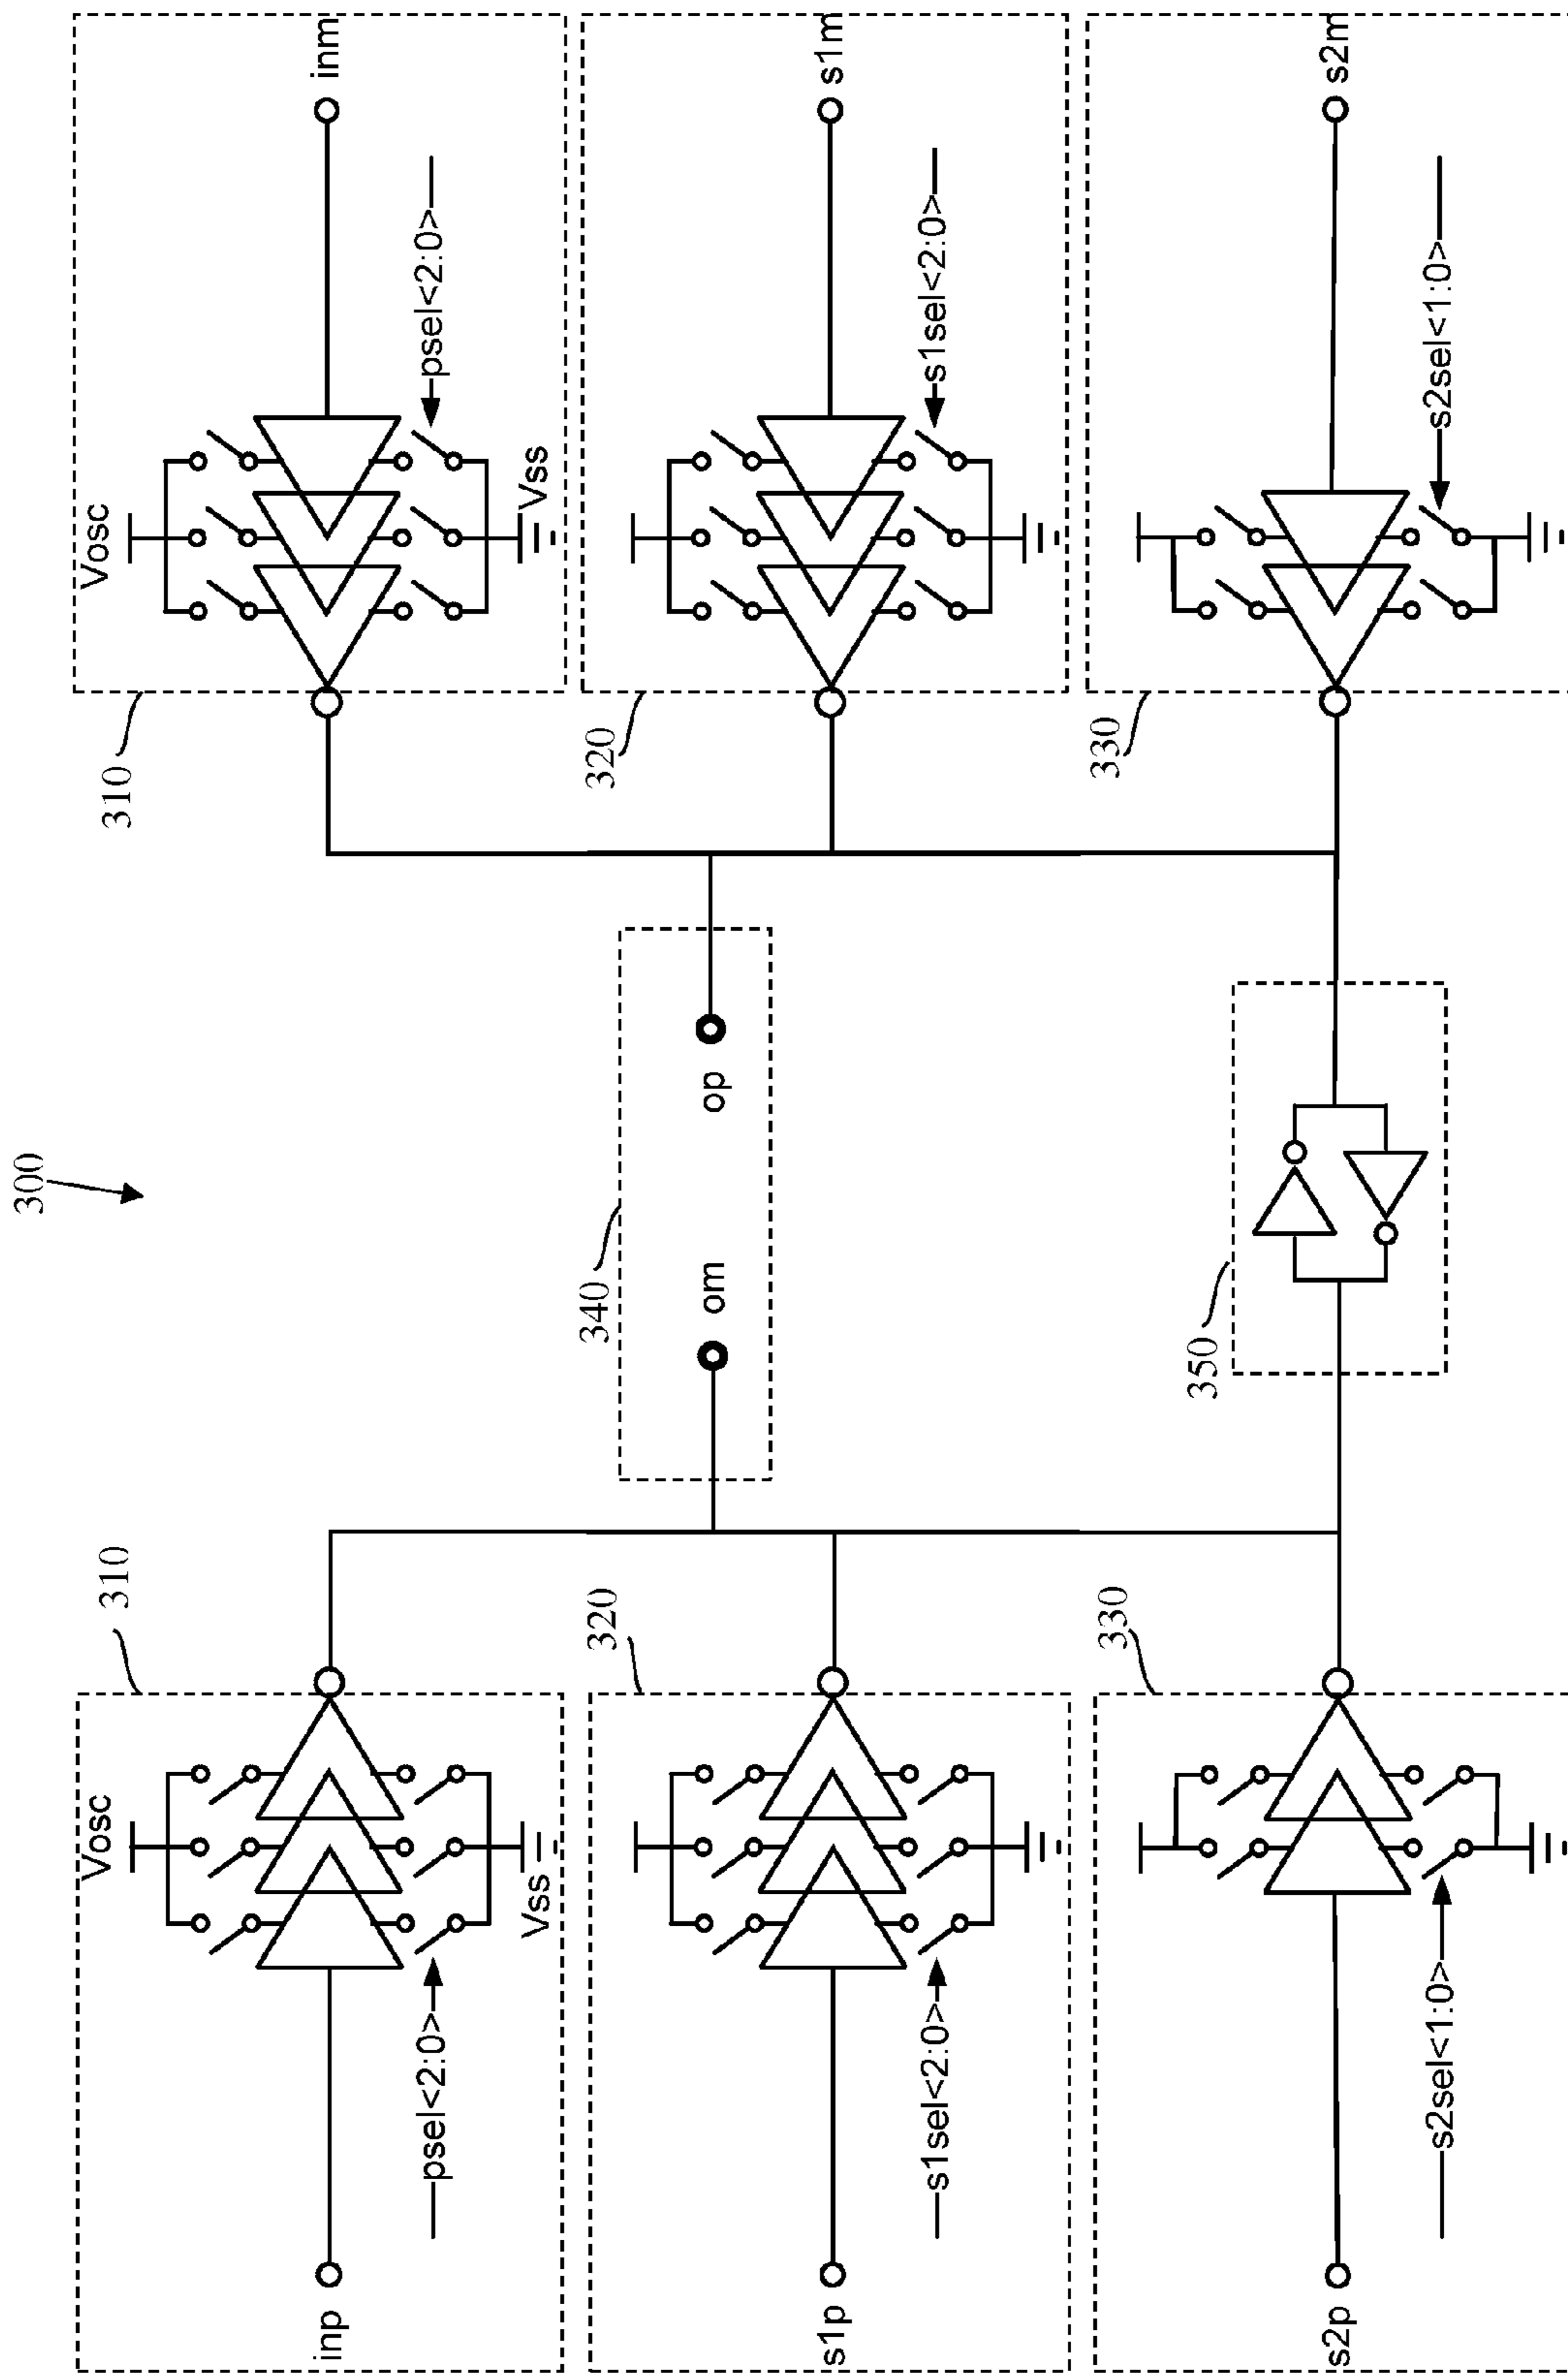 300
310
Vosc
inp
psel<2:0>
Vss
320
s1p
s1sel<2:0>
330
s2p
s2sel<1:0>
340
om
op
350
310
Vosc
inm
psel<2:0>
Vss
320
s1m
s1sel<2:0>
330
s2m
s2sel<1:0>